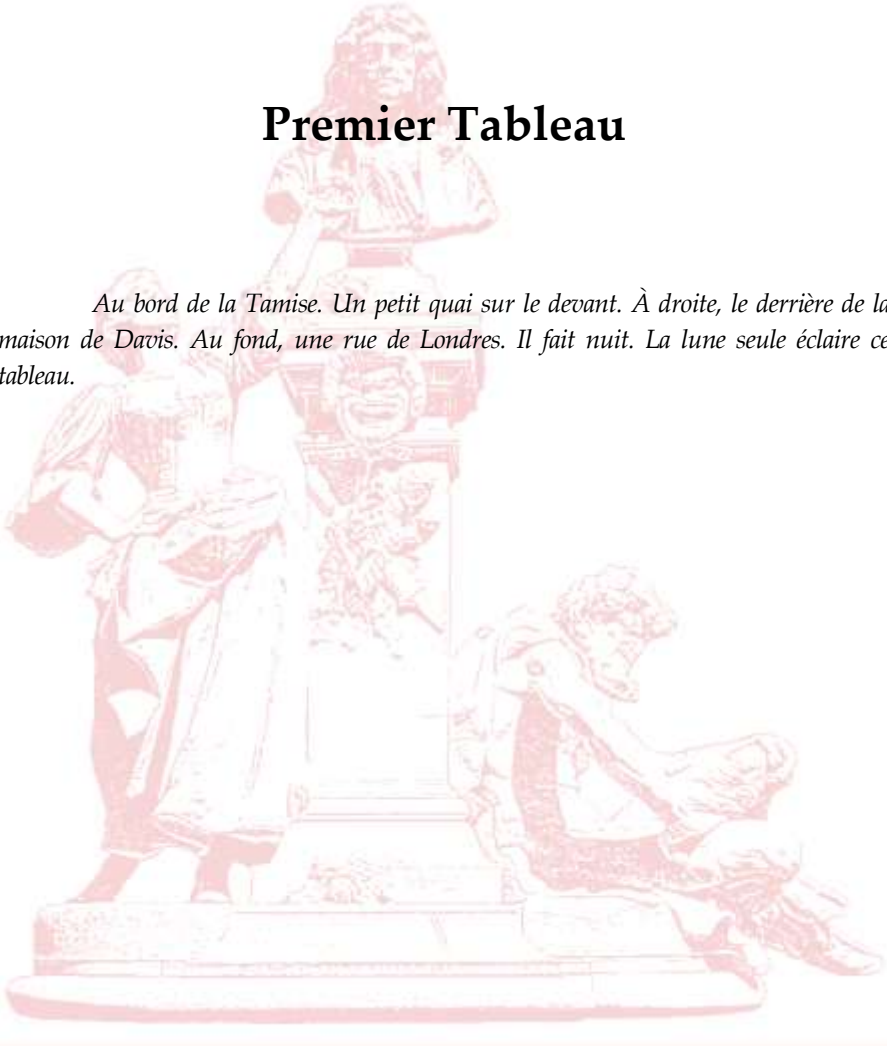 Premier Tableau
Au bord de la Tamise. Un petit quai sur le devant. À droite, le derrière de la
maison de Davis. Au fond, une rue de Londres. Il fait nuit. La lune seule éclaire ce
tableau.